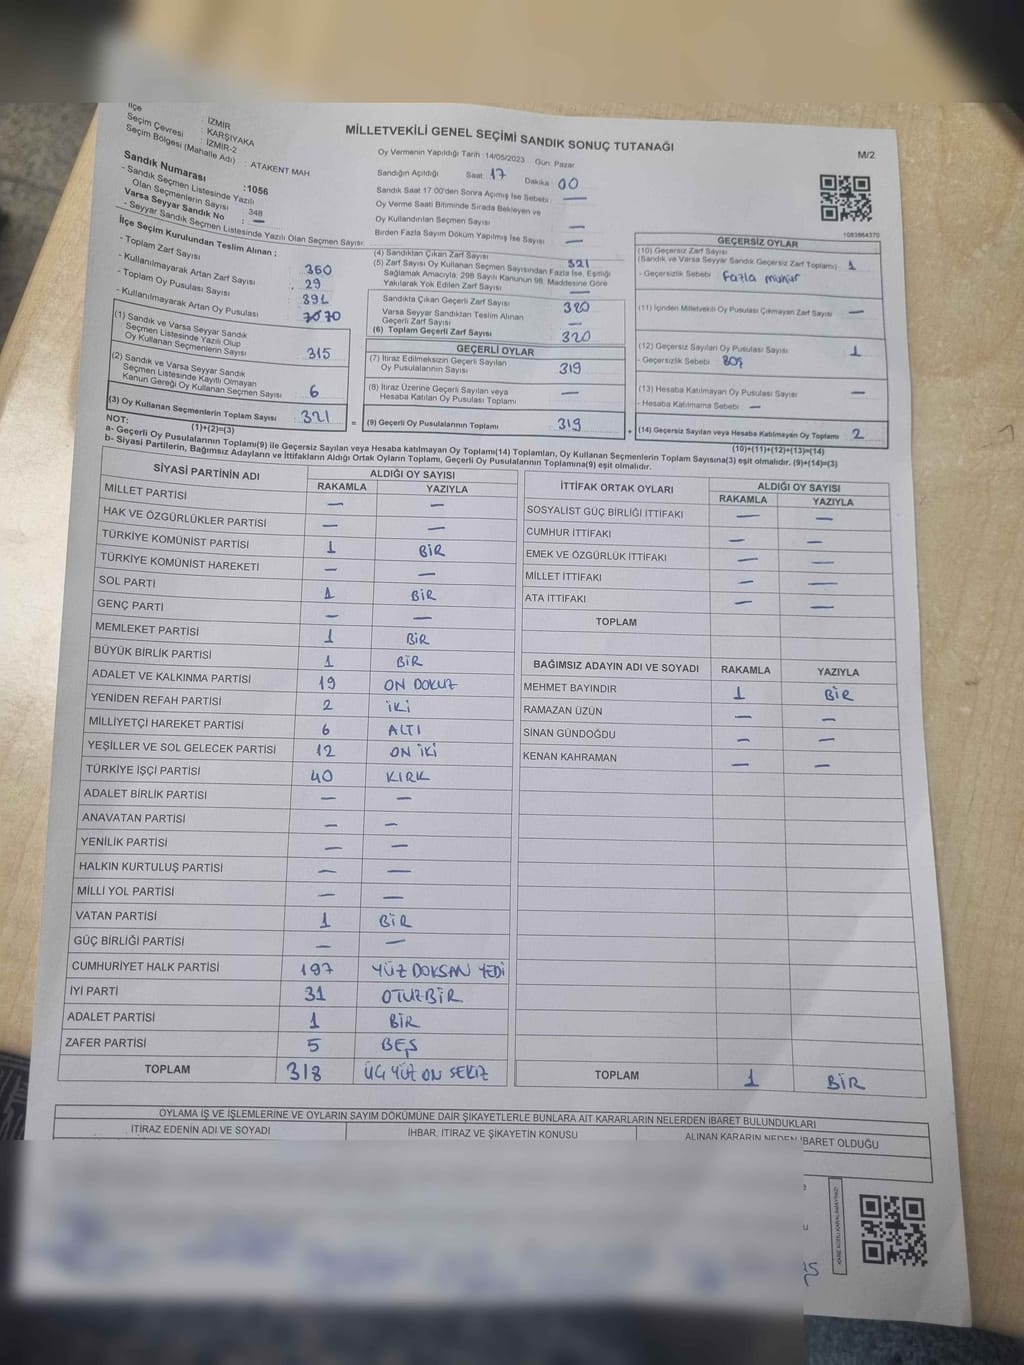 İlçe : İZMİR
Seçim Çevresi : KARŞIYAKA
Seçim Bölgesi (Mahalle Adı) : İZMİR-2
: ATAKENT MAH
Sandık Numarası :1056
- Sandık Seçmen Listesinde Yazılı
Olan Seçmenlerin Sayısı : 348
Varsa Seyyar Sandık No : —
- Seyyar Sandık Seçmen Listesinde Yazılı Olan Seçmen Sayısı:
MİLLETVEKİLİ GENEL SEÇİMİ SANDIK SONUÇ TUTANAĞI
M/2
Oy Vermenin Yapıldığı Tarih :14/05/2023 Gün: Pazar
Sandığın Açıldığı Saat: 17 Dakika 00
Sandık Saat 17:00'den Sonra Açımış İse Sebebi : —
Oy Verme Saati Bitiminde Sırada Bekleyen ve
Oy Kullandırılan Seçmen Sayısı —
Birden Fazla Sayım Döküm Yapılmış İse Sayısı —
1083864370
İlçe Seçim Kurulundan Teslim Alınan ;
- Toplam Zarf Sayısı 350
- Kullanılmayarak Artan Zarf Sayısı : 29
- Toplam Oy Pusulası Sayısı 391
- Kullanılmayarak Artan Oy Pusulası : 7070
(1) Sandık ve Varsa Seyyar Sandık
Seçmen Listesinde Yazılı Olup
Oy Kullanan Seçmenlerin Sayısı : 315
(2) Sandık ve Varsa Seyyar Sandık
Seçmen Listesinde Kayıtlı Olmayan
Kanun Gereği Oy Kullanan Seçmen Sayısı : 6
(3) Oy Kullanan Seçmenlerin Toplam Sayısı : 321
(1)+(2)=(3)
(4) Sandıktan Çıkan Zarf Sayısı 321
(5) Zarf Sayısı Oy Kullanan Seçmen Sayısından Fazla İse, Eşitliği
Sağlamak Amacıyla; 298 Sayılı Kanunun 98. Maddesine Göre
Yakılarak Yok Edilen Zarf Sayısı —
Sandıkta Çıkan Geçerli Zarf Sayısı 320
Varsa Seyyar Sandıktan Teslim Alınan
Geçerli Zarf Sayısı —
(6) Toplam Geçerli Zarf Sayısı 320
GEÇERLİ OYLAR
(7) İtiraz Edilmeksizin Geçerli Sayılan
Oy Pusulalarının Sayısı 319
(8) İtiraz Üzerine Geçerli Sayılan veya
Hesaba Katılan Oy Pusulası Toplamı —
= (9) Geçerli Oy Pusulalarının Toplamı 319
GEÇERSİZ OYLAR
(10) Geçersiz Zarf Sayısı
(Sandık ve Varsa Seyyar Sandık Geçersiz Zarf Toplamı) 1
- Geçersizlik Sebebi : Fazla mühür
(11) İçinden Milletvekili Oy Pusulası Çıkmayan Zarf Sayısı —
(12) Geçersiz Sayılan Oy Pusulası Sayısı 1
- Geçersizlik Sebebi : BOŞ
(13) Hesaba Katılmayan Oy Pusulası Sayısı —
- Hesaba Katılmama Sebebi : —
+ (14) Geçersiz Sayılan veya Hesaba Katılmayan Oy Toplamı 2
(10)+(11)+(12)+(13)=(14)
NOT:
a- Geçerli Oy Pusulalarının Toplamı(9) ile Geçersiz Sayılan veya Hesaba katılmayan Oy Toplamı(14) Toplamları, Oy Kullanan Seçmenlerin Toplam Sayısına(3) eşit olmalıdır. (9)+(14)=(3)
b- Siyasi Partilerin, Bağımsız Adayların ve İttifakların Aldığı Ortak Oyların Toplamı, Geçerli Oy Pusulalarının Toplamına(9) eşit olmalıdır.
SİYASİ PARTİNİN ADI ALDIĞI OY SAYISI
RAKAMLA YAZIYLA
MİLLET PARTİSİ — —
HAK VE ÖZGÜRLÜKLER PARTİSİ — —
TÜRKİYE KOMÜNİST PARTİSİ 1 BİR
TÜRKİYE KOMÜNİST HAREKETİ — —
SOL PARTİ 1 BİR
GENÇ PARTİ — —
MEMLEKET PARTİSİ 1 BİR
BÜYÜK BİRLİK PARTİSİ 1 BİR
ADALET VE KALKINMA PARTİSİ 19 ON DOKUZ
YENİDEN REFAH PARTİSİ 2 İKİ
MİLLİYETÇİ HAREKET PARTİSİ 6 ALTI
YEŞİLLER VE SOL GELECEK PARTİSİ 12 ON İKİ
TÜRKİYE İŞÇİ PARTİSİ 40 KIRK
ADALET BİRLİK PARTİSİ — —
ANAVATAN PARTİSİ — —
YENİLİK PARTİSİ — —
HALKIN KURTULUŞ PARTİSİ — —
MİLLİ YOL PARTİSİ — —
VATAN PARTİSİ 1 BİR
GÜÇ BİRLİĞİ PARTİSİ — —
CUMHURİYET HALK PARTİSİ 197 YÜZ DOKSAN YEDİ
İYİ PARTİ 31 OTUZBİR
ADALET PARTİSİ 1 BİR
ZAFER PARTİSİ 5 BEŞ
TOPLAM 318 ÜÇ YÜZ ON SEKİZ
İTTİFAK ORTAK OYLARI ALDIĞI OY SAYISI
RAKAMLA YAZIYLA
SOSYALİST GÜÇ BİRLİĞİ İTTİFAKI — —
CUMHUR İTTİFAKI — —
EMEK VE ÖZGÜRLÜK İTTİFAKI — —
MİLLET İTTİFAKI — —
ATA İTTİFAKI — —
TOPLAM
BAĞIMSIZ ADAYIN ADI VE SOYADI RAKAMLA YAZIYLA
MEHMET BAYINDIR 1 BİR
RAMAZAN ÜZÜN — —
SİNAN GÜNDOĞDU — —
KENAN KAHRAMAN — —
TOPLAM 1 BİR
OYLAMA İŞ VE İŞLEMLERİNE VE OYLARIN SAYIM DÖKÜMÜNE DAİR ŞİKAYETLERLE BUNLARA AİT KARARLARIN NELERDEN İBARET BULUNDUKLARI
İTİRAZ EDENİN ADI VE SOYADI İHBAR, İTİRAZ VE ŞİKAYETİN KONUSU ALINAN KARARIN NEDEN İBARET OLDUĞU
KARE KODU KARALAMAYINIZ!